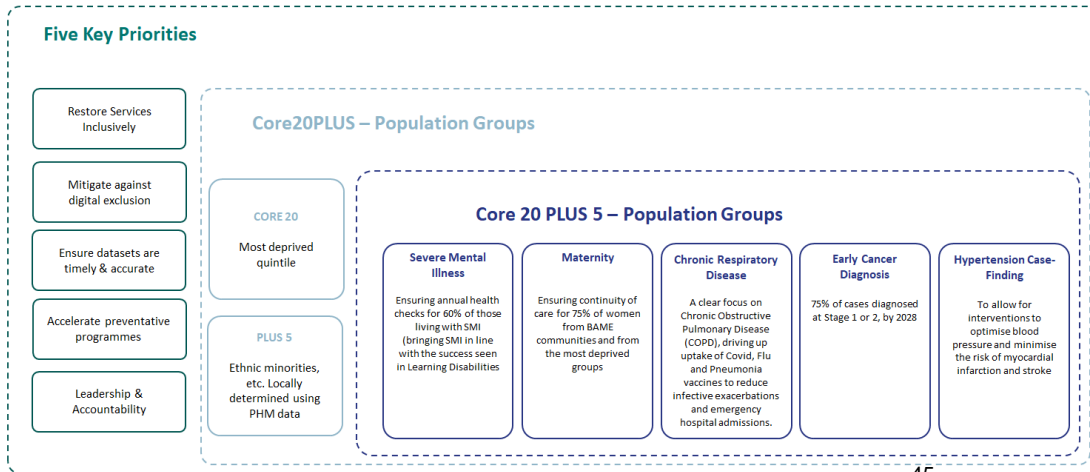 Five Key Priorities
Restore Services
Inclusively
Mitigate against
digital exclusion
Ensure datasets are
timely & accurate
Accelerate preventative
programmes
Leadership &
Accountability
Core20PLUS – Population Groups
CORE 20
Most deprived
quintile
PLUS 5
Ethnic minorities,
etc. Locally
determined using
PHM data
Core 20 PLUS 5 – Population Groups
Severe Mental
Illness
Ensuring annual health
checks for 60% of those
living with SMI
(bringing SMI in line
with the success seen
in Learning Disabilities
Maternity
Ensuring continuity of
care for 75% of women
from BAME
communities and from
the most deprived
groups
Chronic Respiratory
Disease
A clear focus on
Chronic Obstructive
Pulmonary Disease
(COPD), driving up
uptake of Covid, Flu
and Pneumonia
vaccines to reduce
infective exacerbations
and emergency
hospital admissions.
Early Cancer
Diagnosis
75% of cases diagnosed
at Stage 1 or 2, by 2028
Hypertension Case-
Finding
To allow for
interventions to
optimise blood
pressure and minimise
the risk of myocardial
infarction and stroke